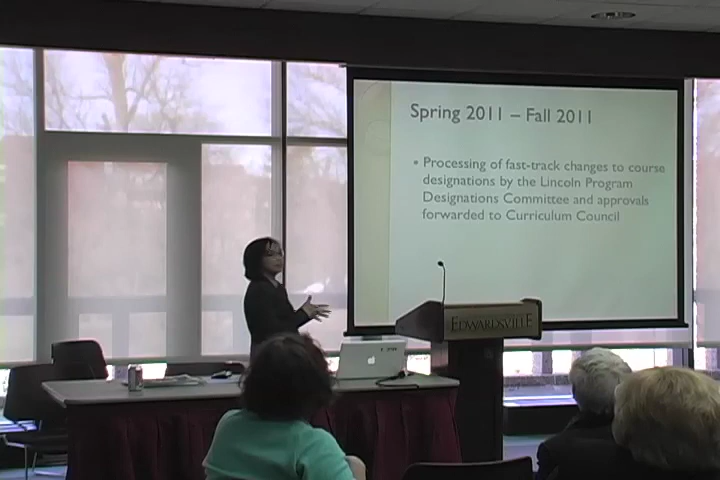 Spring 2011 – Fall 2011
• Processing of fast-track changes to course
designations by the Lincoln Program
Designations Committee and approvals
forwarded to Curriculum Council
EDWARDSVILLE